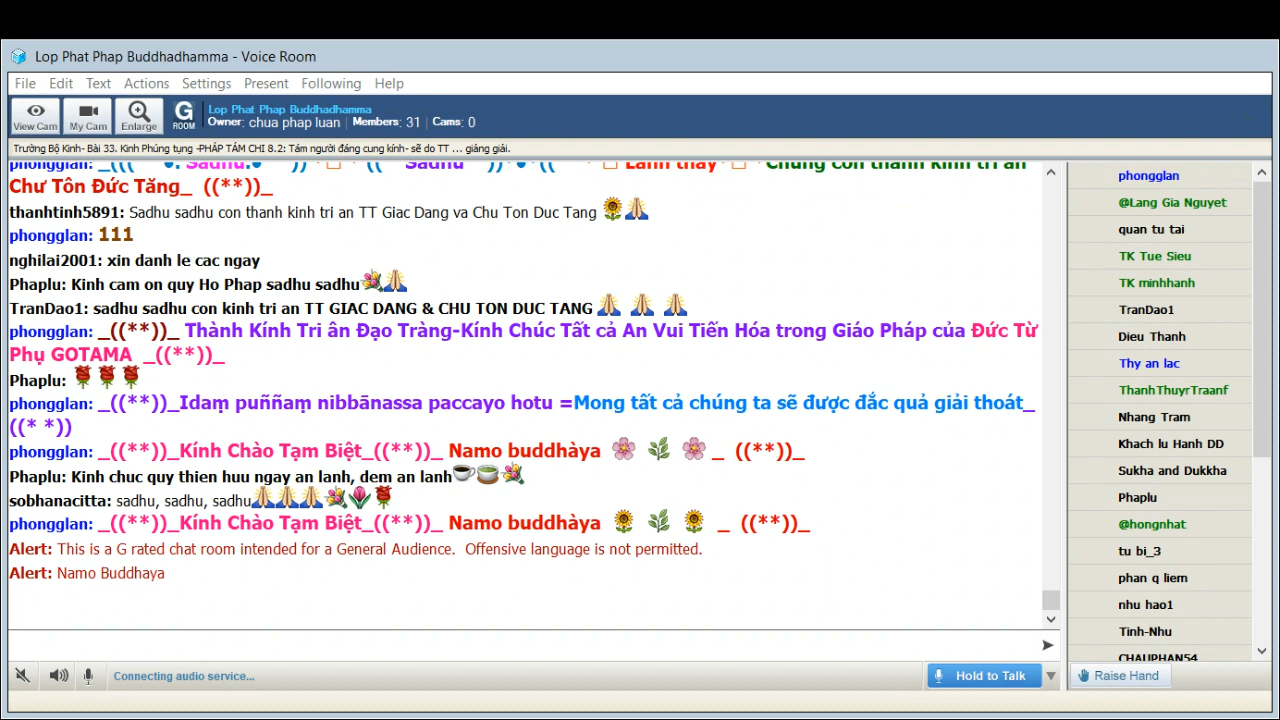 Lop Phat Phap Buddhadhamma - Voice Room
File Edit Text Actions Settings Present Following Help
View Cam My Cam Enlarge G ROOM Lop Phat Phap Buddhadhamma
Owner: chua phap luan | Members: 31 | Cams: 0
Trường Bộ Kinh- Bài 33. Kinh Phúng tụng -PHÁP TÁM CHI 8.2: Tám người đáng cung kính- sẽ do TT ... giảng giải.
phongglan: _(((
Chư Tôn Đức Tăng_ ((**))_
thanhtinh5891: Sadhu sadhu con thanh kinh tri an TT Giac Dang va Chu Ton Duc Tang 🌻🙏
phongglan: 111
nghilai2001: xin danh le cac ngay
Phaplu: Kinh cam on quy Ho Phap sadhu sadhu💐🙏
TranDao1: sadhu sadhu con kinh tri an TT GIAC DANG & CHU TON DUC TANG 🙏 🙏 🙏
phongglan: _((**))_ Thành Kính Tri ân Đạo Tràng-Kính Chúc Tất cả An Vui Tiến Hóa trong Giáo Pháp của Đức Từ
Phụ GOTAMA _((**))_
Phaplu: 🌹🌹🌹
phongglan: _((**))_Idaṃ puññaṃ nibbānassa paccayo hotu =Mong tất cả chúng ta sẽ được đắc quả giải thoát_
((* *))
phongglan: _((**))_Kính Chào Tạm Biệt_((**))_ Namo buddhàya 🌸 🌿 🌸 _ ((**))_
Phaplu: Kinh chuc quy thien huu ngay an lanh, dem an lanh☕🍵💐
sobhanacitta: sadhu, sadhu, sadhu🙏🙏🙏💐🌷🌹
phongglan: _((**))_Kính Chào Tạm Biệt_((**))_ Namo buddhàya 🌻 🌿 🌻 _ ((**))_
Alert: This is a G rated chat room intended for a General Audience. Offensive language is not permitted.
Alert: Namo Buddhaya
phongglan
@Lang Gia Nguyet
quan tu tai
TK Tue Sieu
TK minhhanh
TranDao1
Dieu Thanh
Thy an lac
ThanhThuyrTraanf
Nhang Tram
Khach lu Hanh DD
Sukha and Dukkha
Phaplu
@hongnhat
tu bi_3
phan q liem
nhu hao1
Tinh-Nhu
CHAUPHAN54
Connecting audio service...
Hold to Talk
Raise Hand